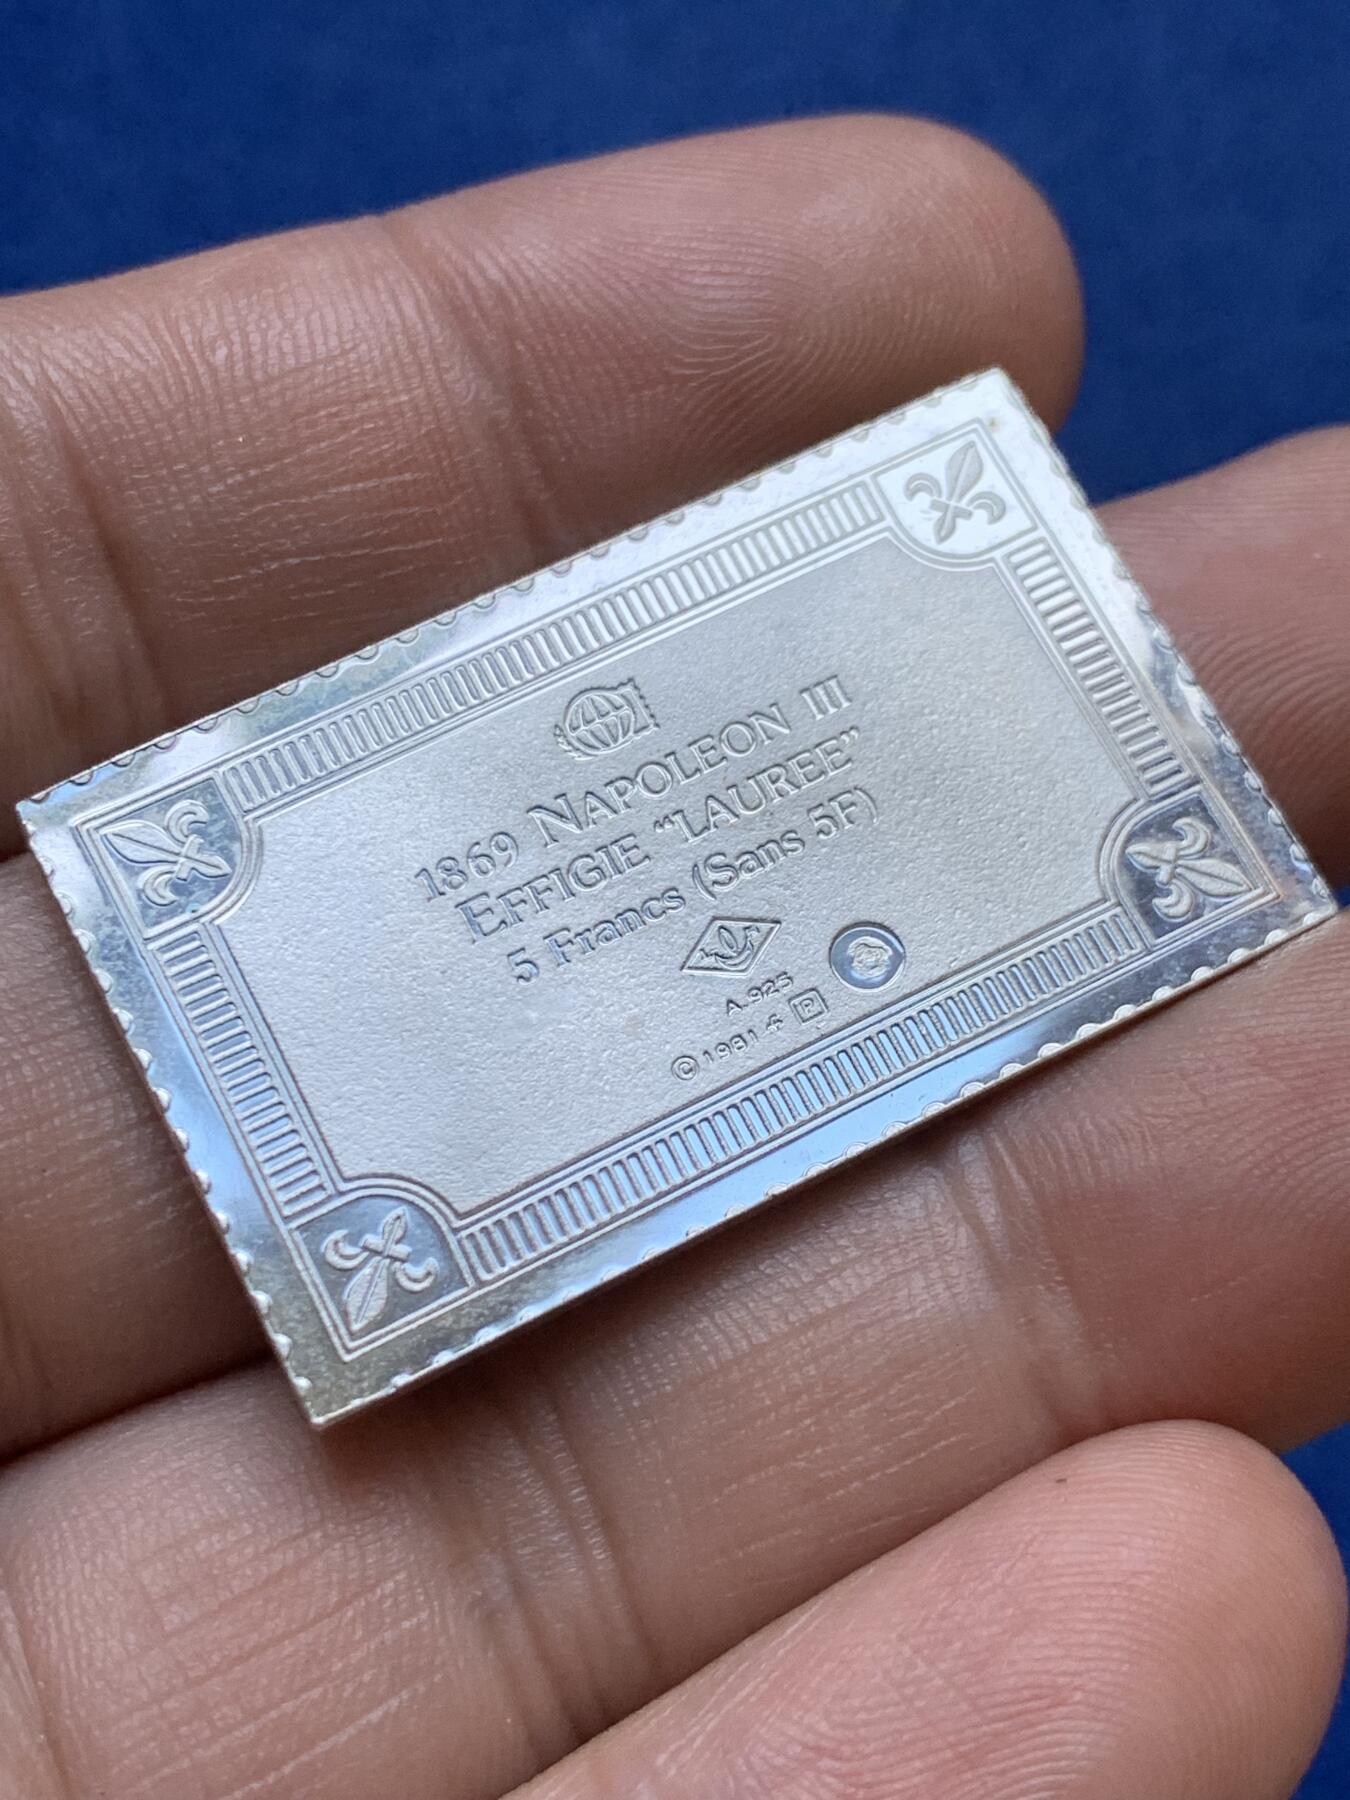 1869 NAPOLEON III
EFFIGIE “LAUREE”
5 Francs (Sans 5F)
A.925
© 1981 P